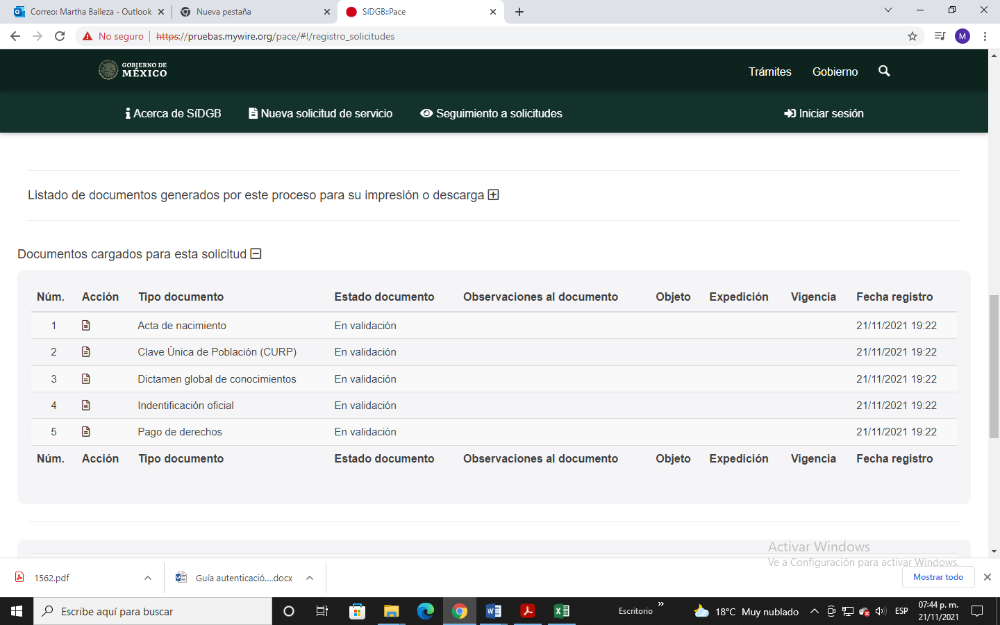 Correo: Martha Balleza - Outlook
Nueva pestaña
SíDGB::Pace
No seguro
https://pruebas.mywire.org/pace/#!/registro_solicitudes
M
GOBIERNO DE
MÉXICO
Trámites
Gobierno
Acerca de SíDGB
Nueva solicitud de servicio
Seguimiento a solicitudes
Iniciar sesión
Listado de documentos generados por este proceso para su impresión o descarga
Documentos cargados para esta solicitud
Núm. Acción Tipo documento Estado documento Observaciones al documento Objeto Expedición Vigencia Fecha registro
1 Acta de nacimiento En validación 21/11/2021 19:22
2 Clave Única de Población (CURP) En validación 21/11/2021 19:22
3 Dictamen global de conocimientos En validación 21/11/2021 19:22
4 Indentificación oficial En validación 21/11/2021 19:22
5 Pago de derechos En validación 21/11/2021 19:22
Núm. Acción Tipo documento Estado documento Observaciones al documento Objeto Expedición Vigencia Fecha registro
Activar Windows
Ve a Configuración para activar Windows.
1562.pdf
Guía autenticació....docx
Mostrar todo
Escribe aquí para buscar
Escritorio
18°C Muy nublado
ESP
07:44 p. m.
21/11/2021